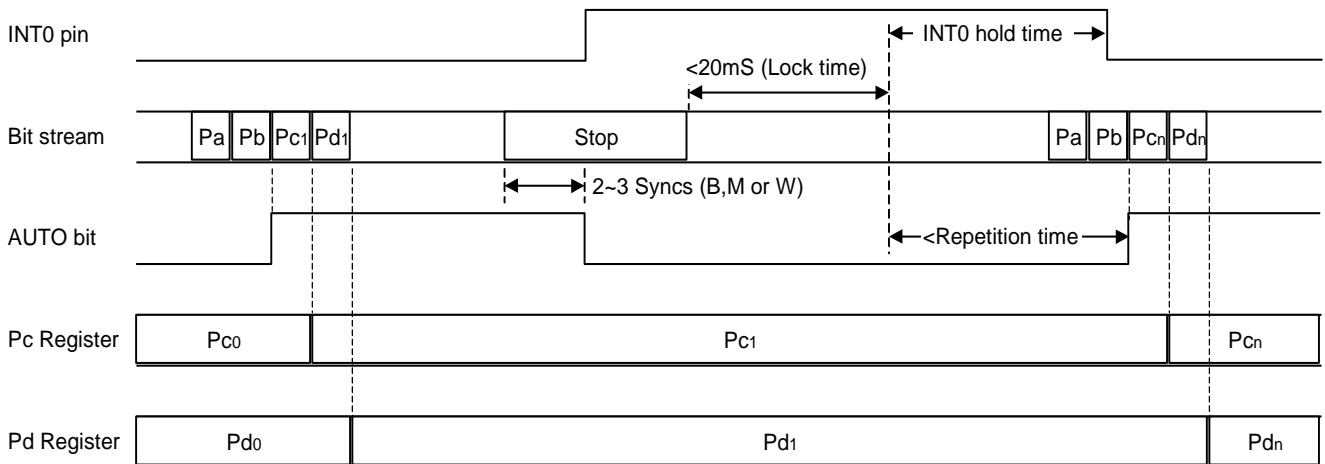 INT0 pin
INT0 hold time
<20mS (Lock time)
Bit stream
Pa Pb Pc1 Pd1 Stop Pa Pb Pcn Pdn
2~3 Syncs (B,M or W)
AUTO bit
<Repetition time
Pc Register Pc0 Pc1 Pcn
Pd Register Pd0 Pd1 Pdn